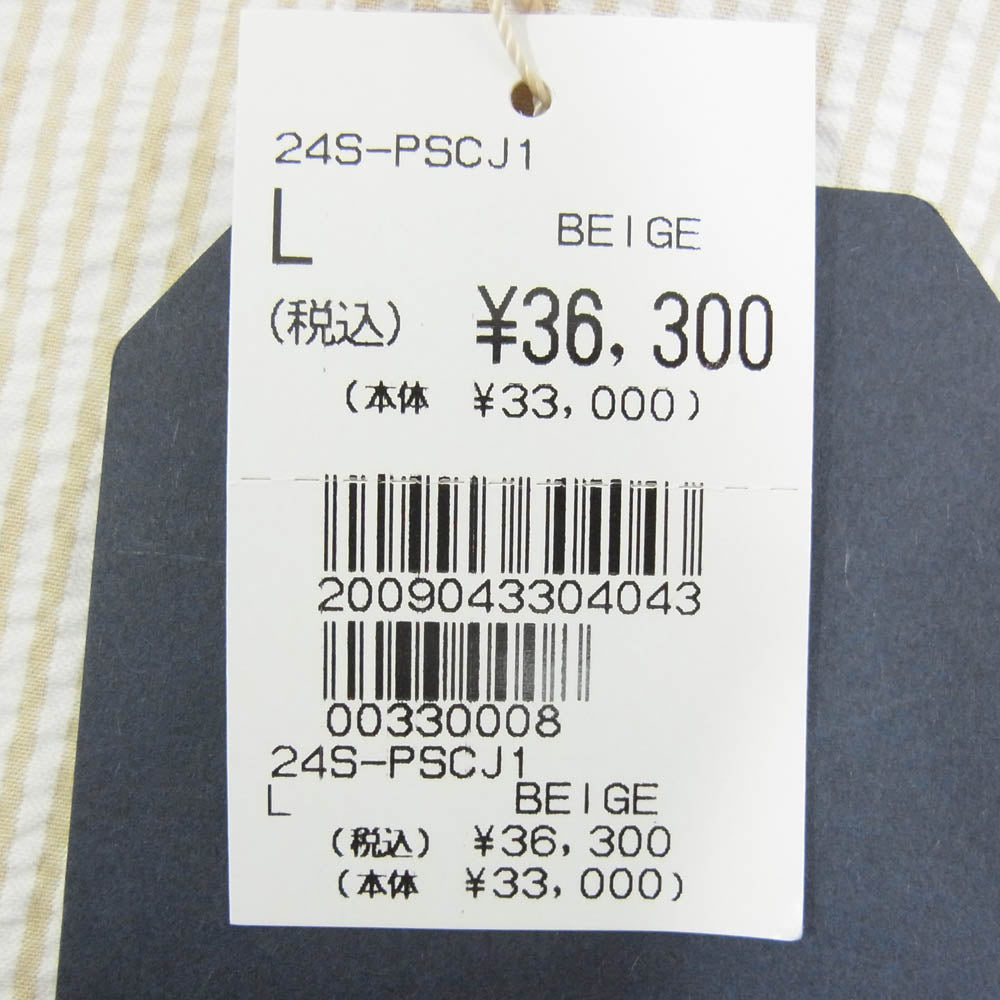 24S-PSCJ1
L BEIGE
(税込) ¥36,300
(本体 ¥33,000)
2009043304043
00330008
24S-PSCJ1
L BEIGE
(税込) ¥36,300
(本体 ¥33,000)